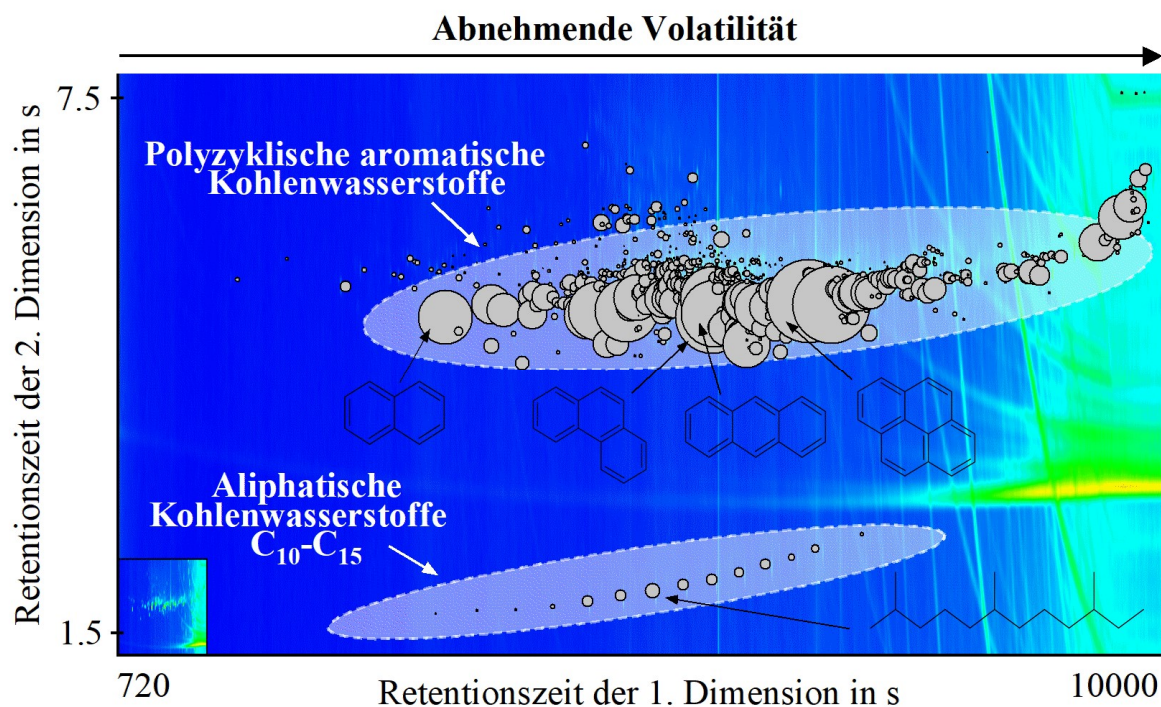 Abnehmende Volatilität
Retentionszeit der 2. Dimension in s
7.5
Polyzyklische aromatische
Kohlenwasserstoffe
Aliphatische
Kohlenwasserstoffe
C₁₀-C₁₅
1.5
720
Retentionszeit der 1. Dimension in s
10000